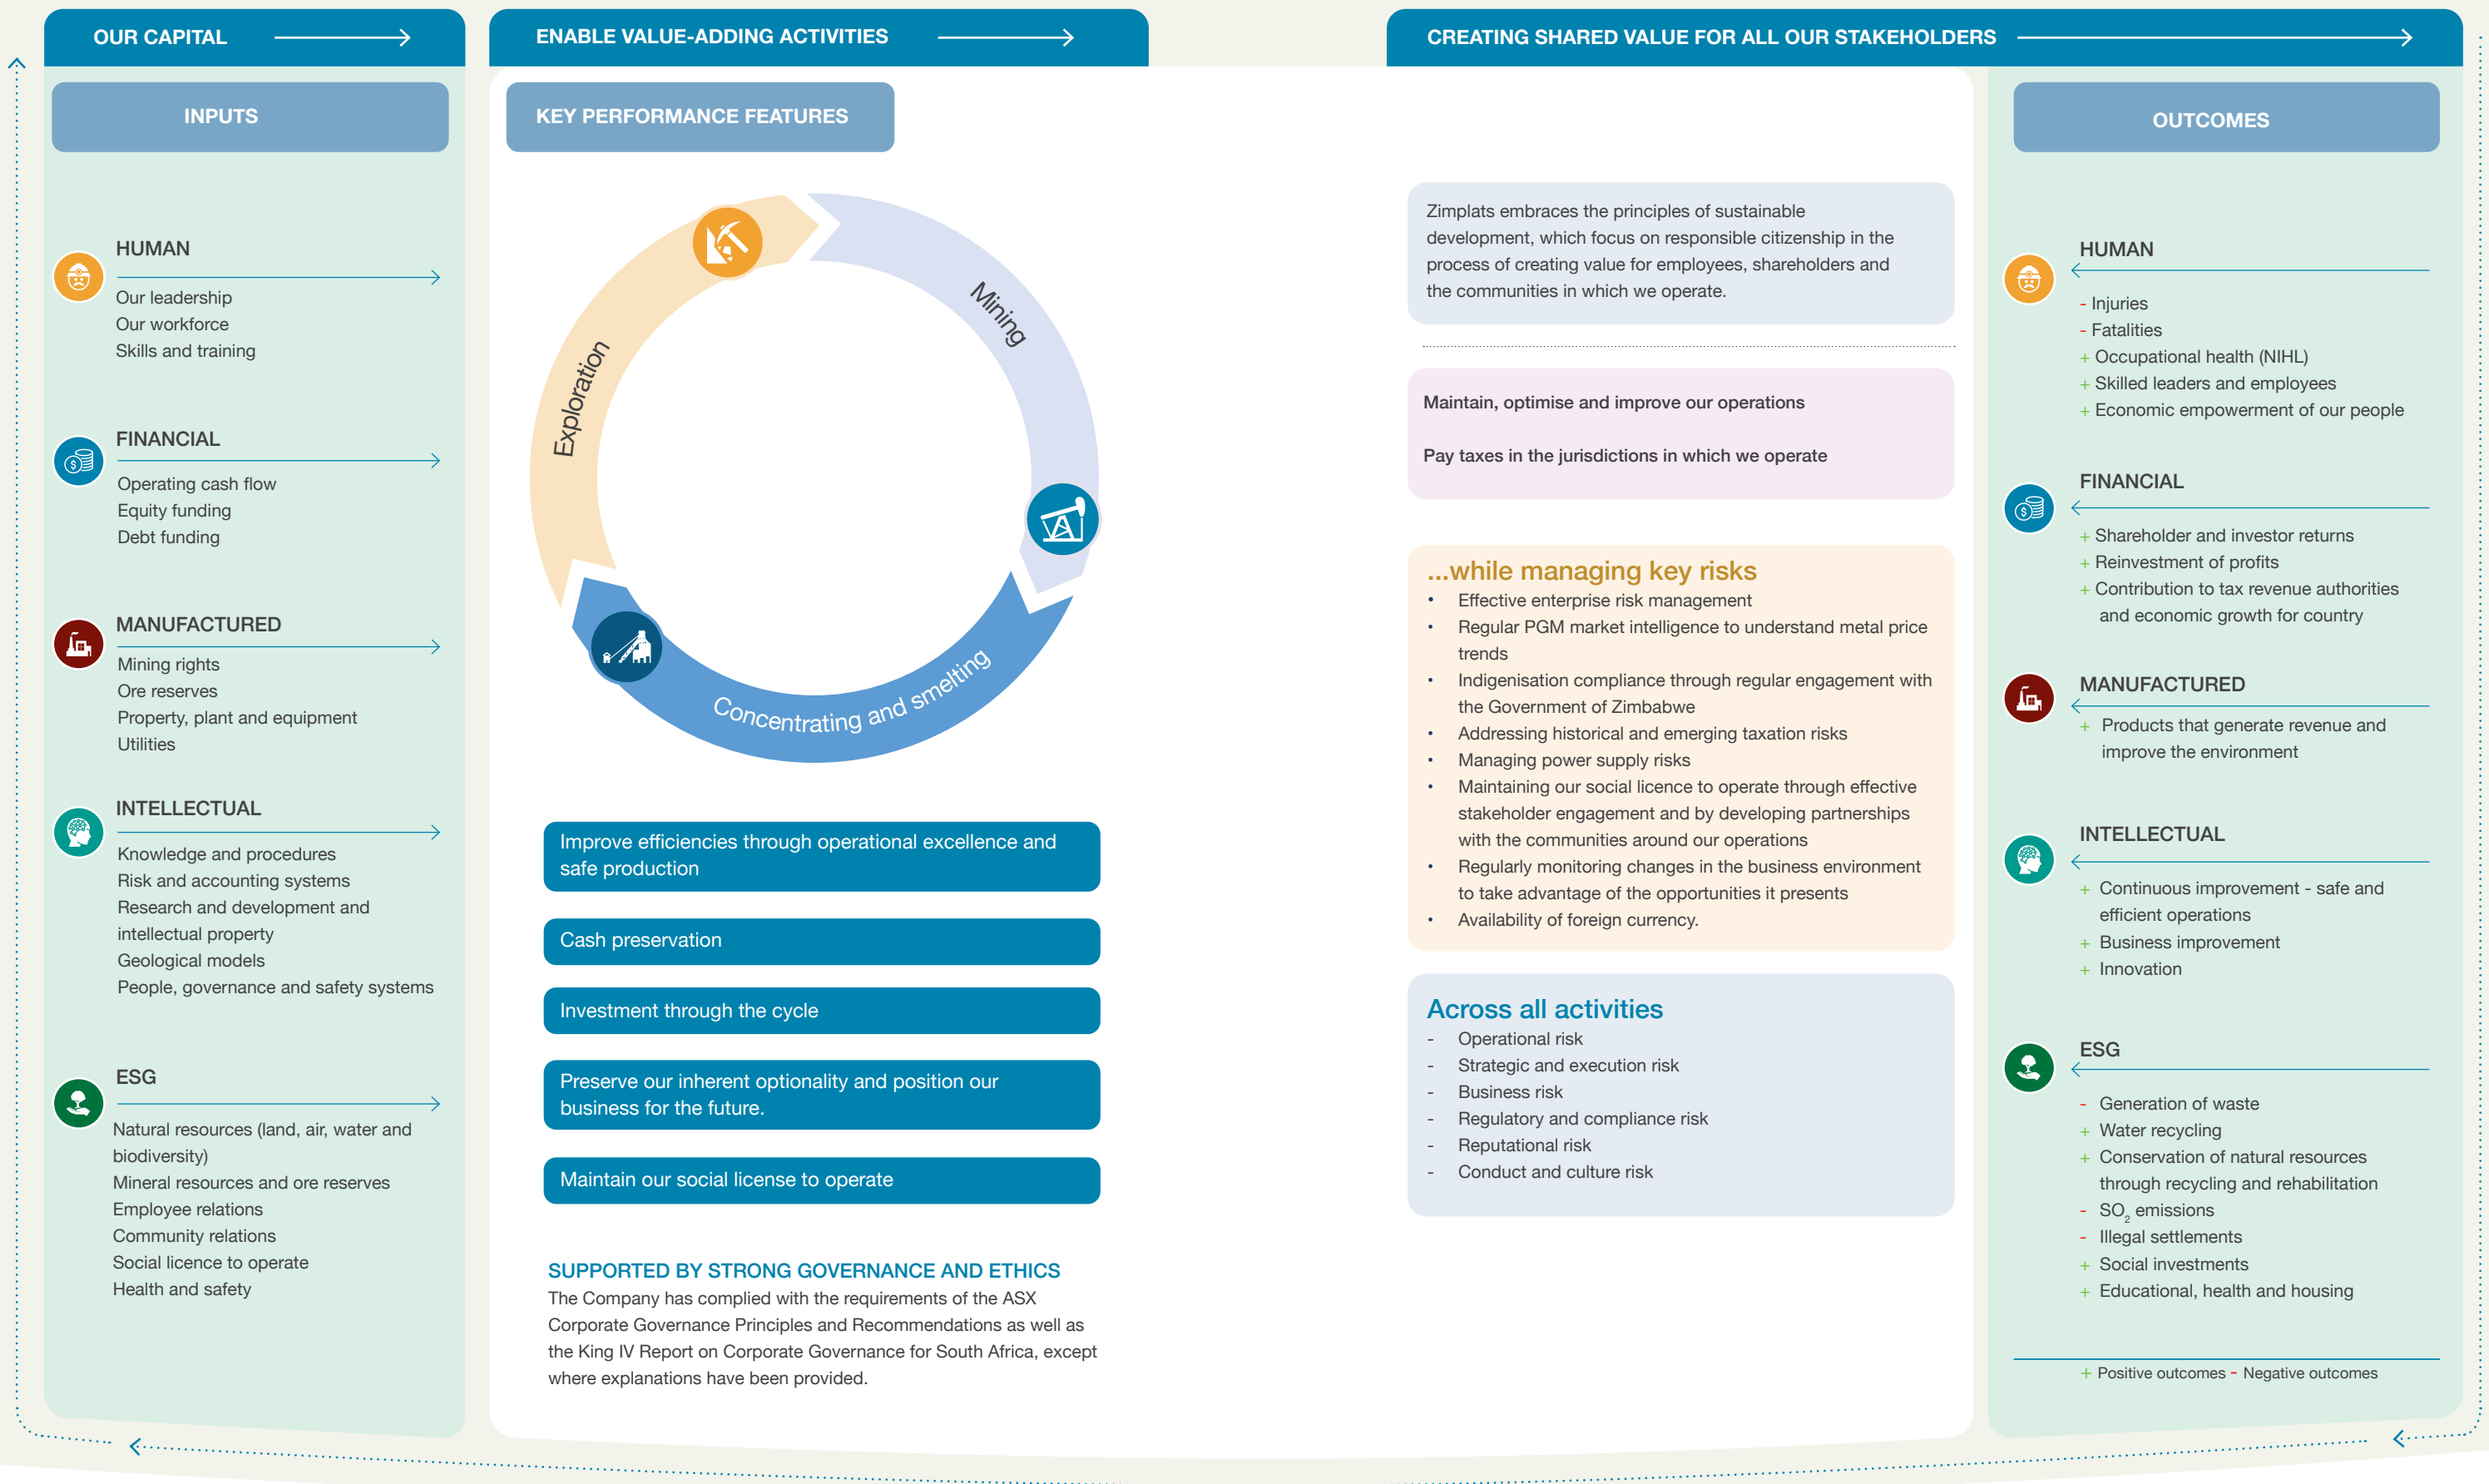 OUR CAPITAL
INPUTS
HUMAN
Our leadership
Our workforce
Skills and training
FINANCIAL
Operating cash flow
Equity funding
Debt funding
MANUFACTURED
Mining rights
Ore reserves
Property, plant and equipment
Utilities
INTELLECTUAL
Knowledge and procedures
Risk and accounting systems
Research and development and
intellectual property
Geological models
People, governance and safety systems
ESG
Natural resources (land, air, water and
biodiversity)
Mineral resources and ore reserves
Employee relations
Community relations
Social licence to operate
Health and safety
ENABLE VALUE-ADDING ACTIVITIES
KEY PERFORMANCE FEATURES
Exploration
Mining
Concentrating and smelting
Improve efficiencies through operational excellence and
safe production
Cash preservation
Investment through the cycle
Preserve our inherent optionality and position our
business for the future.
Maintain our social license to operate
SUPPORTED BY STRONG GOVERNANCE AND ETHICS
The Company has complied with the requirements of the ASX
Corporate Governance Principles and Recommendations as well as
the King IV Report on Corporate Governance for South Africa, except
where explanations have been provided.
CREATING SHARED VALUE FOR ALL OUR STAKEHOLDERS
Zimplats embraces the principles of sustainable
development, which focus on responsible citizenship in the
process of creating value for employees, shareholders and
the communities in which we operate.
Maintain, optimise and improve our operations
Pay taxes in the jurisdictions in which we operate
...while managing key risks
• Effective enterprise risk management
• Regular PGM market intelligence to understand metal price
trends
• Indigenisation compliance through regular engagement with
the Government of Zimbabwe
• Addressing historical and emerging taxation risks
• Managing power supply risks
• Maintaining our social licence to operate through effective
stakeholder engagement and by developing partnerships
with the communities around our operations
• Regularly monitoring changes in the business environment
to take advantage of the opportunities it presents
• Availability of foreign currency.
Across all activities
- Operational risk
- Strategic and execution risk
- Business risk
- Regulatory and compliance risk
- Reputational risk
- Conduct and culture risk
OUTCOMES
HUMAN
- Injuries
- Fatalities
+ Occupational health (NIHL)
+ Skilled leaders and employees
+ Economic empowerment of our people
FINANCIAL
+ Shareholder and investor returns
+ Reinvestment of profits
+ Contribution to tax revenue authorities
and economic growth for country
MANUFACTURED
+ Products that generate revenue and
improve the environment
INTELLECTUAL
+ Continuous improvement - safe and
efficient operations
+ Business improvement
+ Innovation
ESG
- Generation of waste
+ Water recycling
+ Conservation of natural resources
through recycling and rehabilitation
- SO₂ emissions
- Illegal settlements
+ Social investments
+ Educational, health and housing
+ Positive outcomes - Negative outcomes